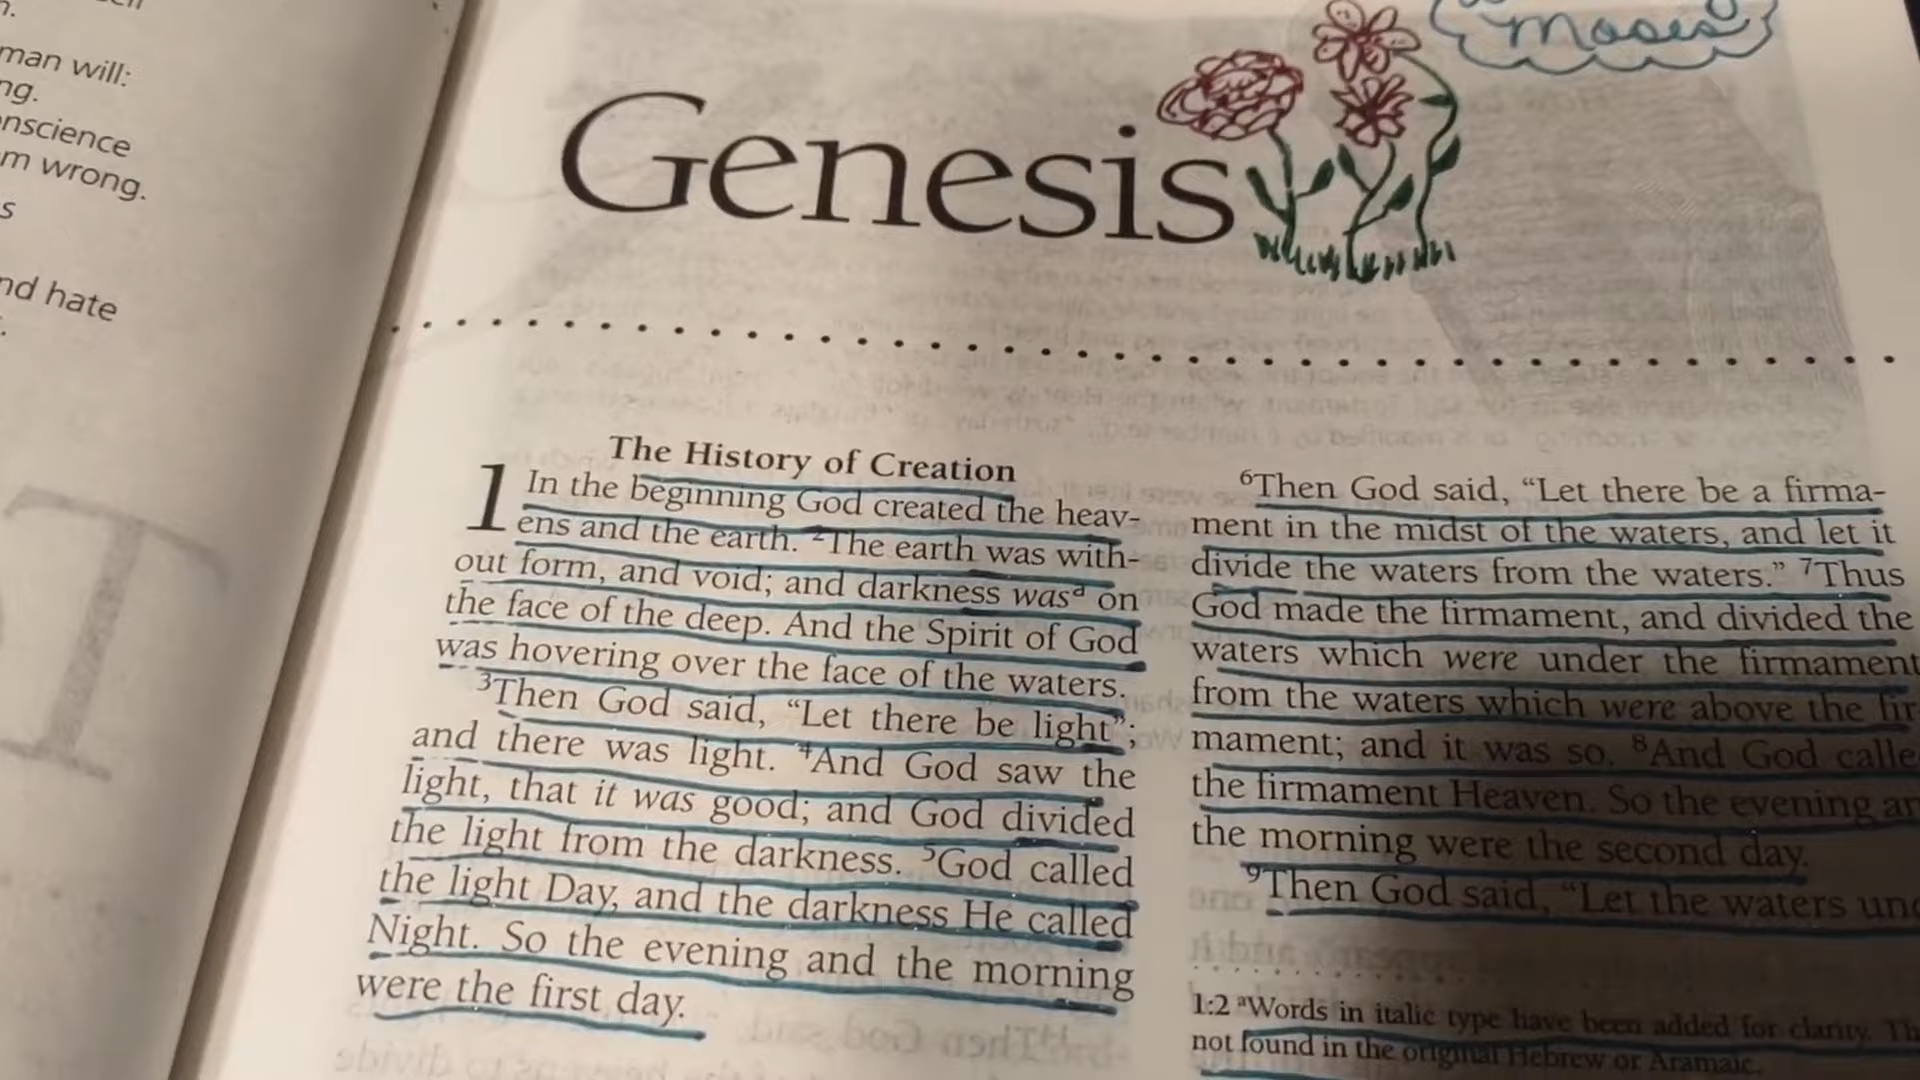 man will:
ng.
nscience
m wrong.
s
nd hate
T
Moses
Genesis
The History of Creation
1 In the beginning God created the heav-
ens and the earth. 2The earth was with-
out form, and void; and darkness wasa on
the face of the deep. And the Spirit of God
was hovering over the face of the waters.
3Then God said, “Let there be light”;
and there was light. 4And God saw the
light, that it was good; and God divided
the light from the darkness. 5God called
the light Day, and the darkness He called
Night. So the evening and the morning
were the first day.
6Then God said, “Let there be a firma-
ment in the midst of the waters, and let it
divide the waters from the waters.” 7Thus
God made the firmament, and divided the
waters which were under the firmament
from the waters which were above the fir
mament; and it was so. 8And God calle
the firmament Heaven. So the evening an
the morning were the second day.
9Then God said, “Let the waters und
1:2 aWords in italic type have been added for clarity. Th
not found in the original Hebrew or Aramaic.